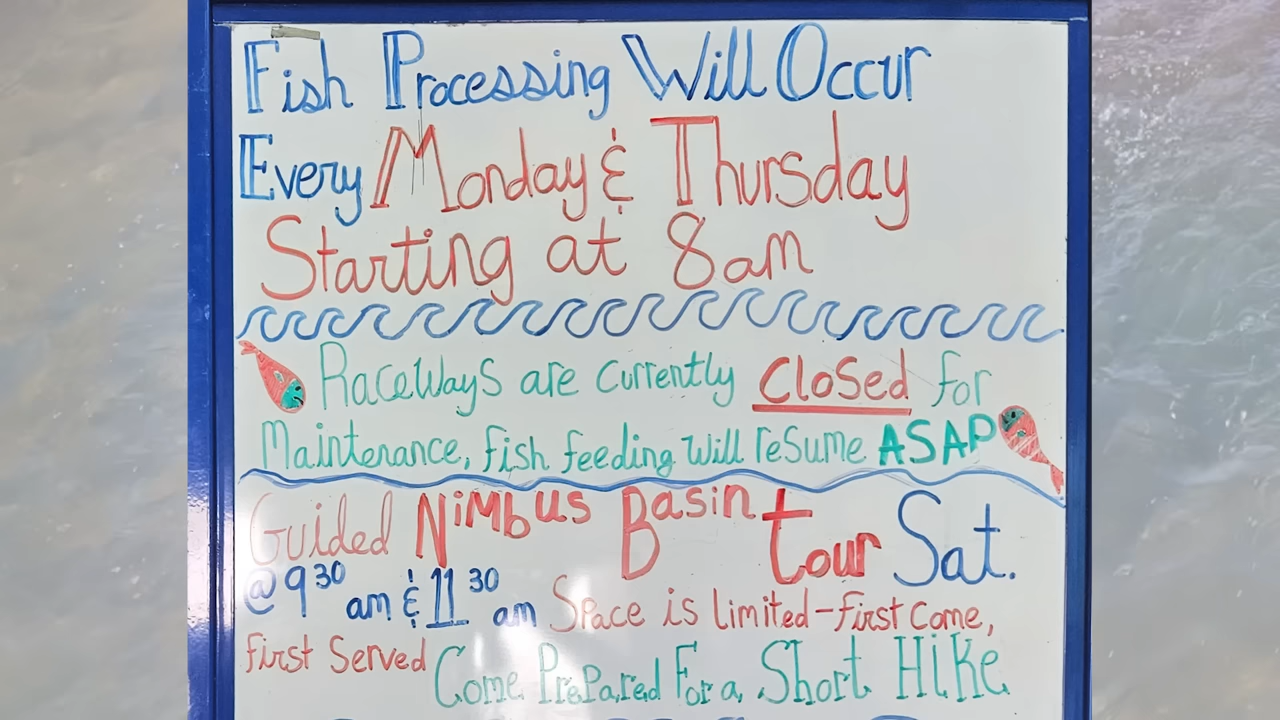 Fish Processing Will Occur
Every Monday & Thursday
Starting at 8am
RaceWays are currently Closed for
Maintenance, fish feeding will resume ASAP
Guided Nimbus Basin tour Sat.
@ 9 30 am & 11 30 am Space is limited-first come,
first Served Come Prepared For a Short Hike